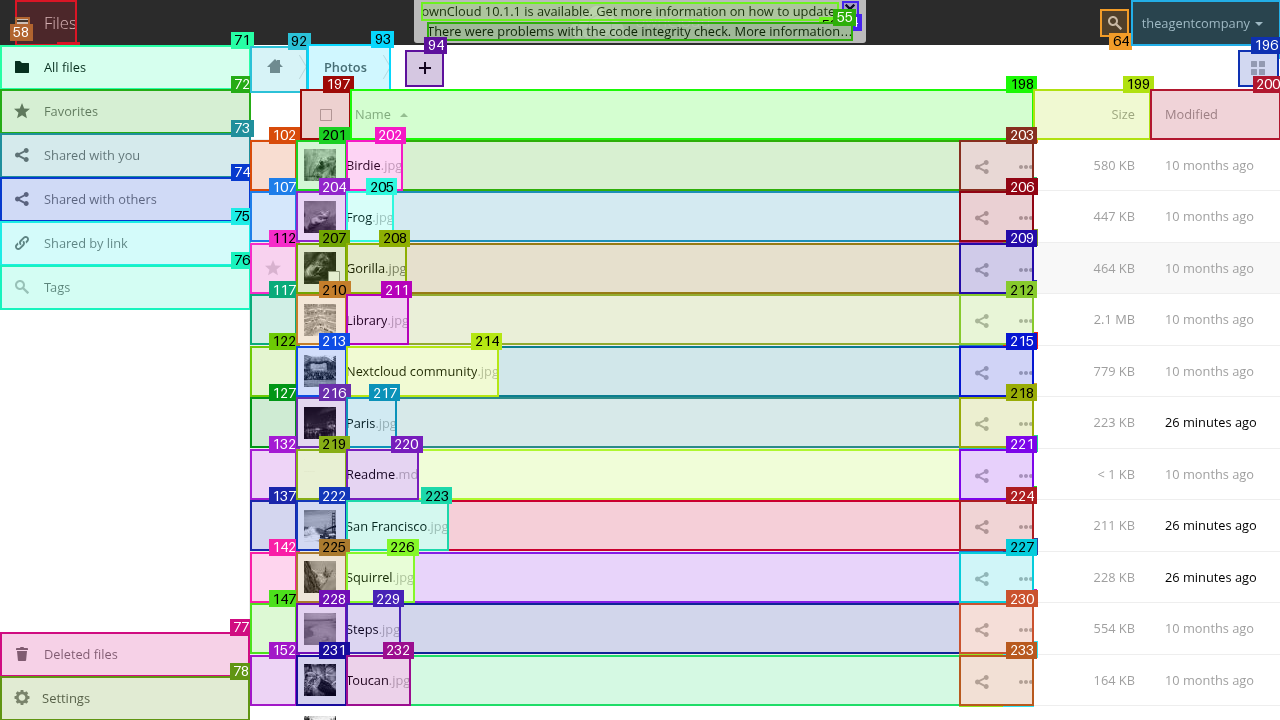 ownCloud 10.1.1 is available. Get more information on how to update
There were problems with the code integrity check. More information…
55
58
Files
64
theagentcompany
71
92
93
94
196
All files
Photos
+
72
197
198
199
200
Favorites
Name
Size
Modified
73
102
201
202
203
Shared with you
Birdie.jpg
580 KB
10 months ago
74
107
204
205
206
Shared with others
Frog.jpg
447 KB
10 months ago
75
112
207
208
209
Shared by link
Gorilla.jpg
464 KB
10 months ago
76
117
210
211
212
Tags
Library.jpg
2.1 MB
10 months ago
122
213
214
215
Nextcloud community.jpg
779 KB
10 months ago
127
216
217
218
Paris.jpg
223 KB
26 minutes ago
132
219
220
221
Readme.md
< 1 KB
10 months ago
137
222
223
224
San Francisco.jpg
211 KB
26 minutes ago
142
225
226
227
Squirrel.jpg
228 KB
26 minutes ago
147
228
229
230
77
Steps.jpg
554 KB
10 months ago
Deleted files
152
231
232
233
78
Toucan.jpg
164 KB
10 months ago
Settings